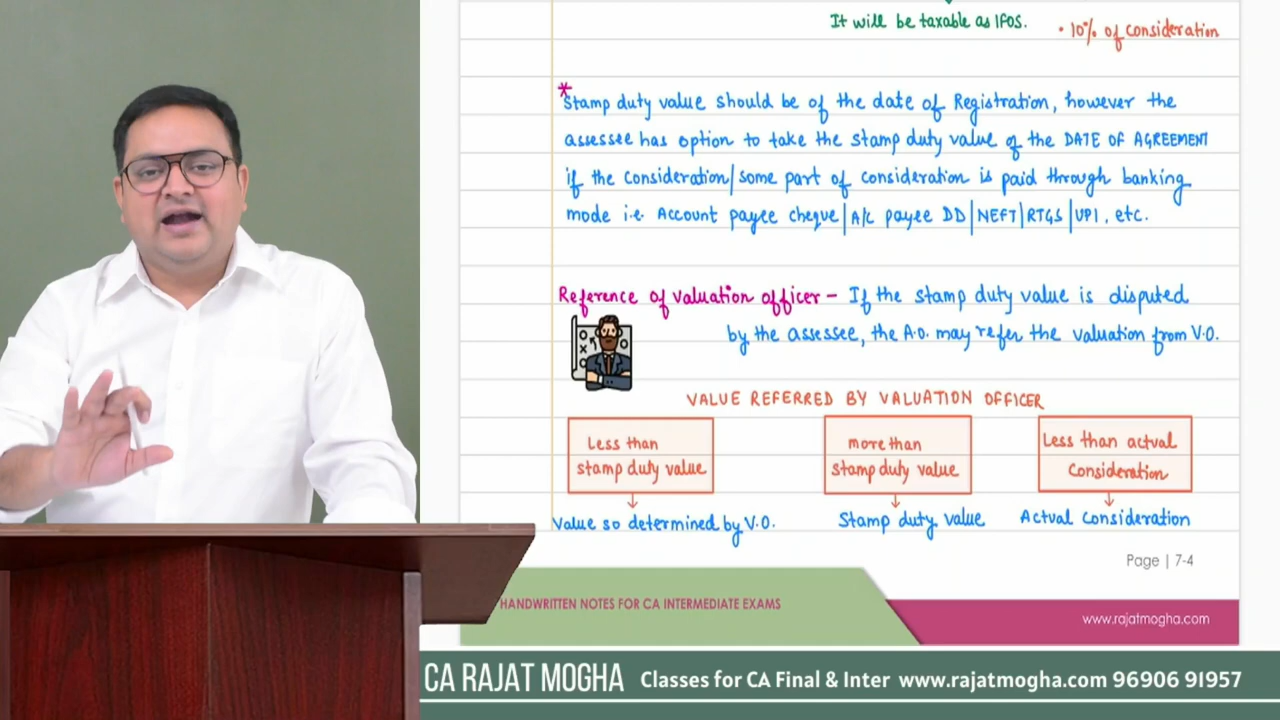 It will be taxable as IFOS.
• 10% of consideration
*Stamp duty value should be of the date of Registration, however the
assessee has option to take the stamp duty value of the DATE OF AGREEMENT
if the consideration/some part of consideration is paid through banking
mode i.e. Account payee cheque|A/c payee DD|NEFT|RTGS|UPI, etc.
Reference of valuation officer - If the stamp duty value is disputed
by the assessee, the A.O. may refer the valuation from V.O.
VALUE REFERRED BY VALUATION OFFICER
Less than
stamp duty value
more than
stamp duty value
Less than actual
Consideration
Value so determined by V.O.
Stamp duty value
Actual Consideration
Page | 7-4
HANDWRITTEN NOTES FOR CA INTERMEDIATE EXAMS
www.rajatmogha.com
CA RAJAT MOGHA Classes for CA Final & Inter www.rajatmogha.com 96906 91957